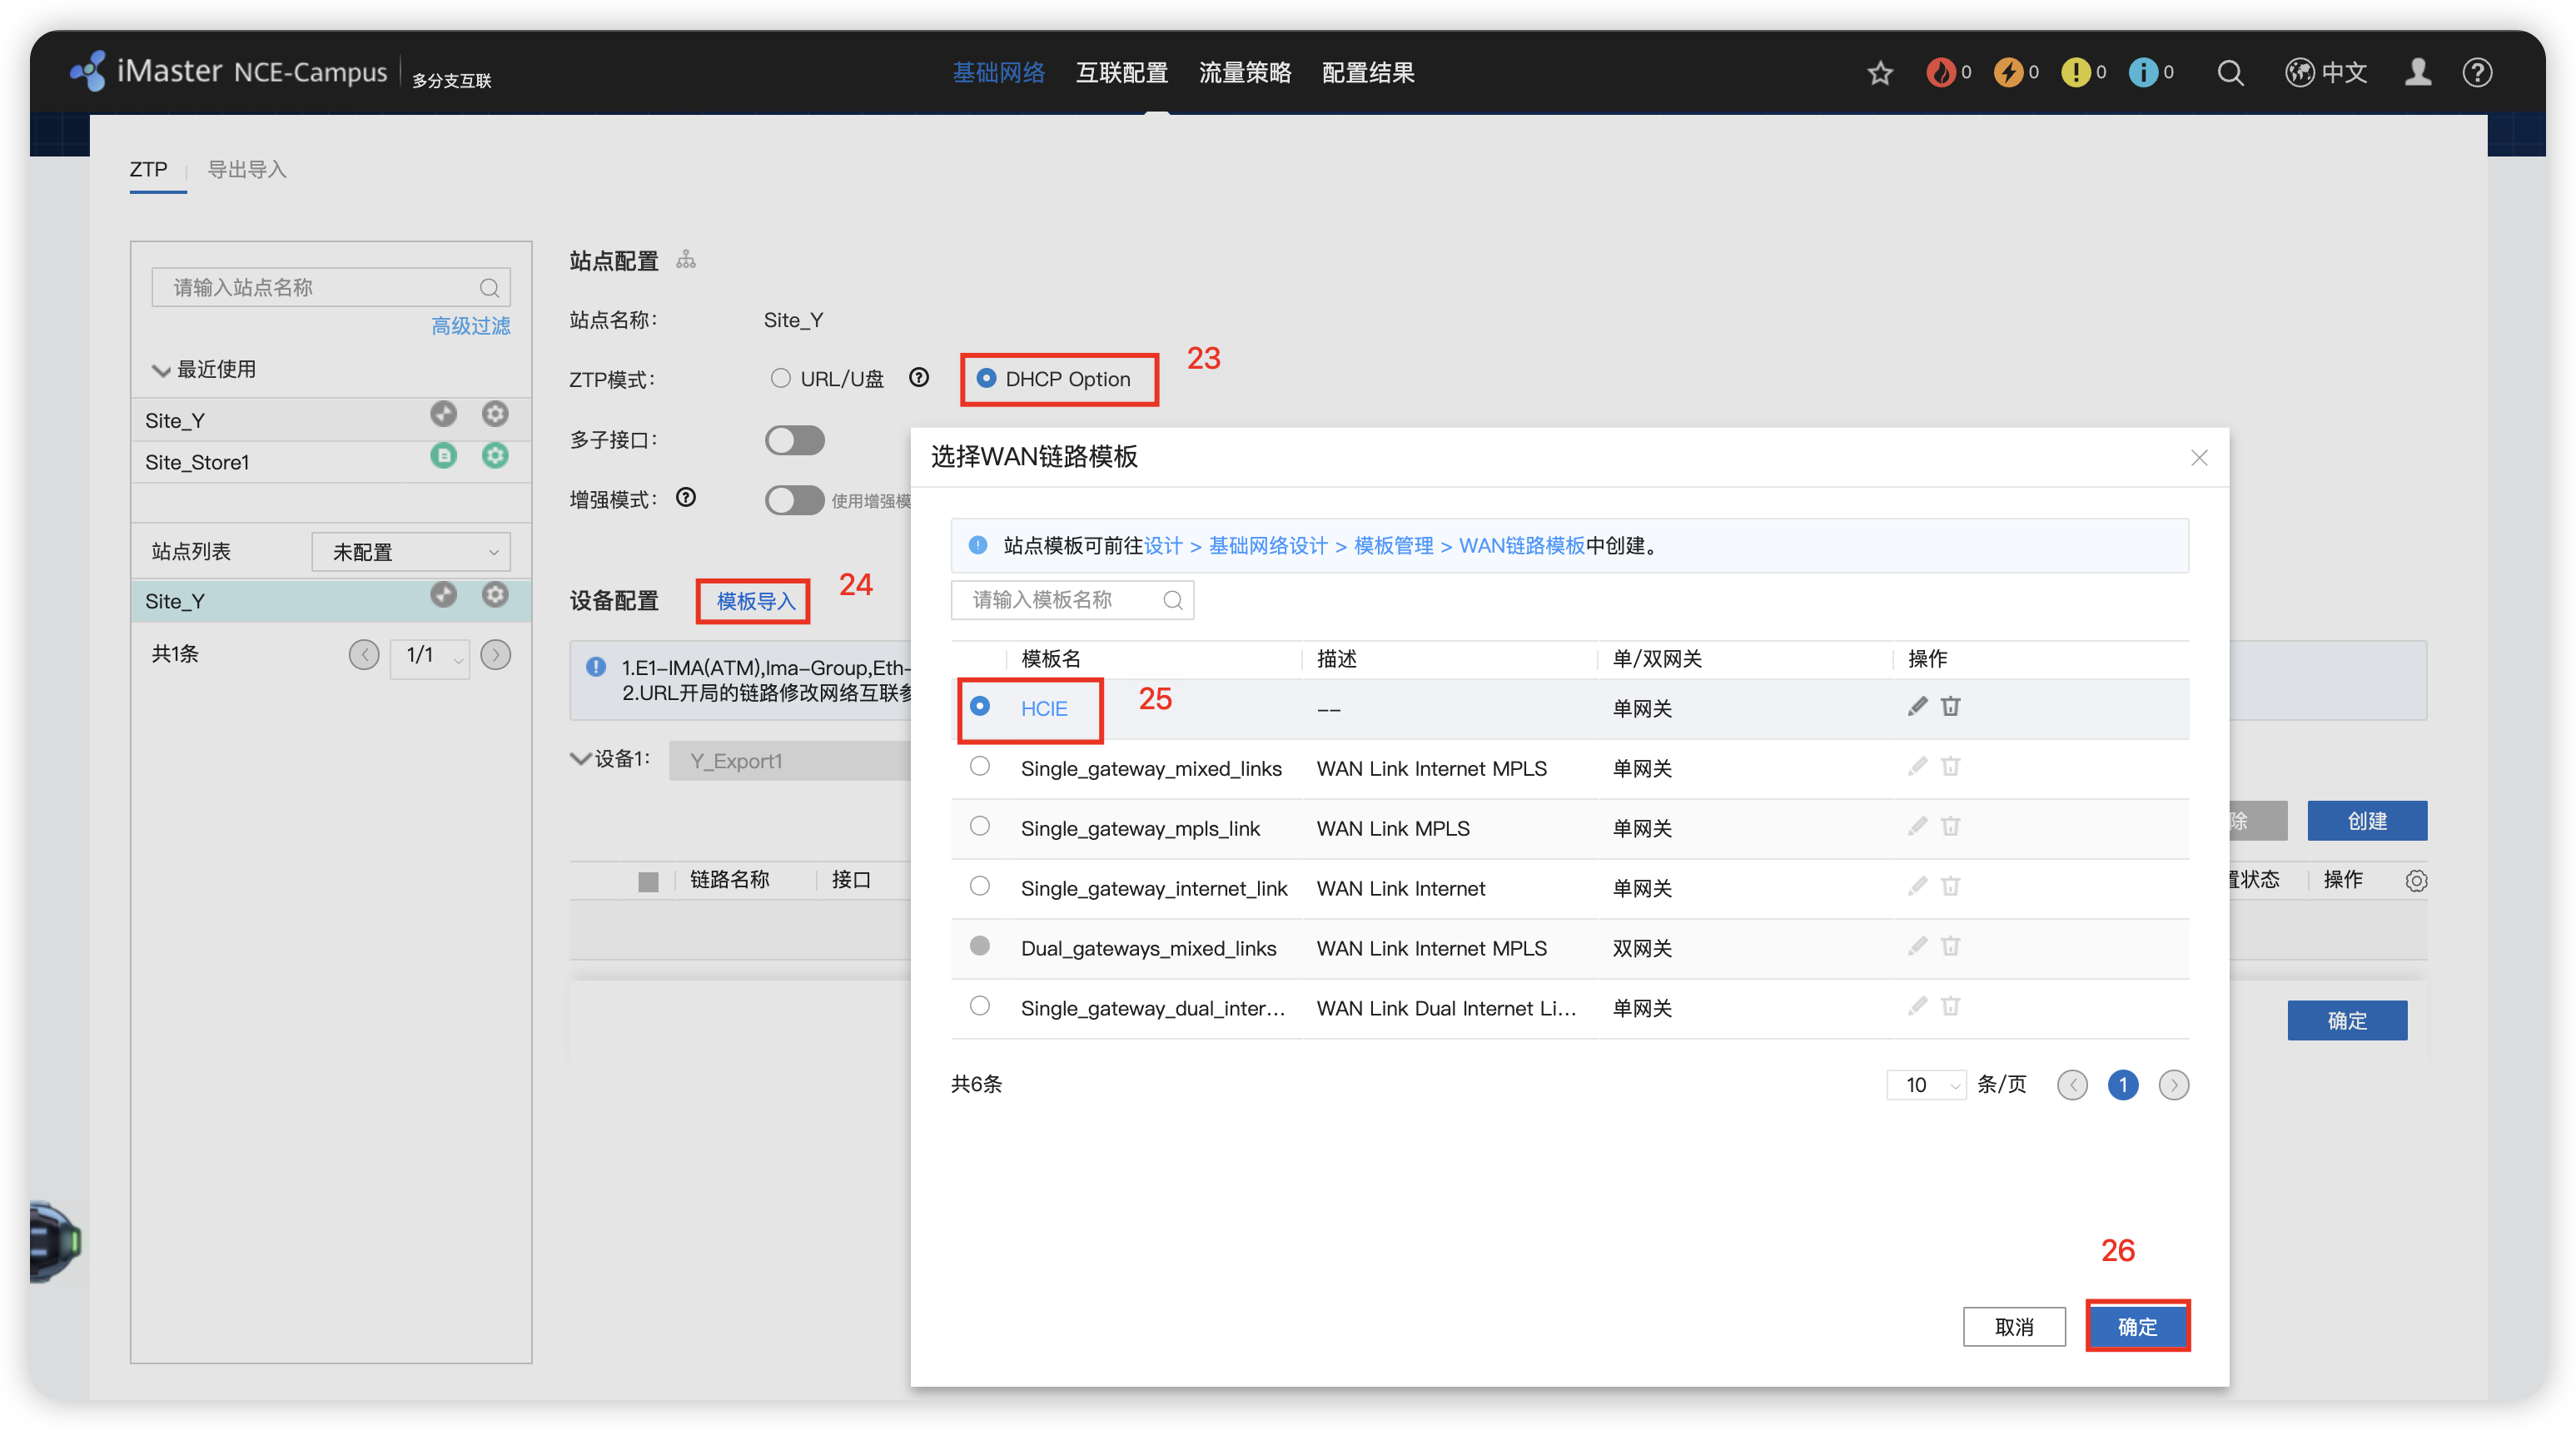 iMaster NCE-Campus 多分支互联 基础网络 互联配置 流量策略 配置结果 0 0 0 0 中文
ZTP 导出导入
请输入站点名称
高级过滤
最近使用
Site_Y
Site_Store1
站点列表 未配置
Site_Y
共1条 1/1
站点配置
站点名称: Site_Y
ZTP模式: URL/U盘 DHCP Option 23
多子接口:
增强模式: 使用增强模
设备配置 模板导入 24
1.E1-IMA(ATM),Ima-Group,Eth-
2.URL开局的链路修改网络互联参
设备1: Y_Export1
除 创建
链路名称 接口 置状态 操作
确定
选择WAN链路模板
站点模板可前往设计 > 基础网络设计 > 模板管理 > WAN链路模板中创建。
请输入模板名称
模板名 描述 单/双网关 操作
HCIE 25 -- 单网关
Single_gateway_mixed_links WAN Link Internet MPLS 单网关
Single_gateway_mpls_link WAN Link MPLS 单网关
Single_gateway_internet_link WAN Link Internet 单网关
Dual_gateways_mixed_links WAN Link Internet MPLS 双网关
Single_gateway_dual_inter... WAN Link Dual Internet Li... 单网关
共6条 10 条/页 1
26
取消 确定